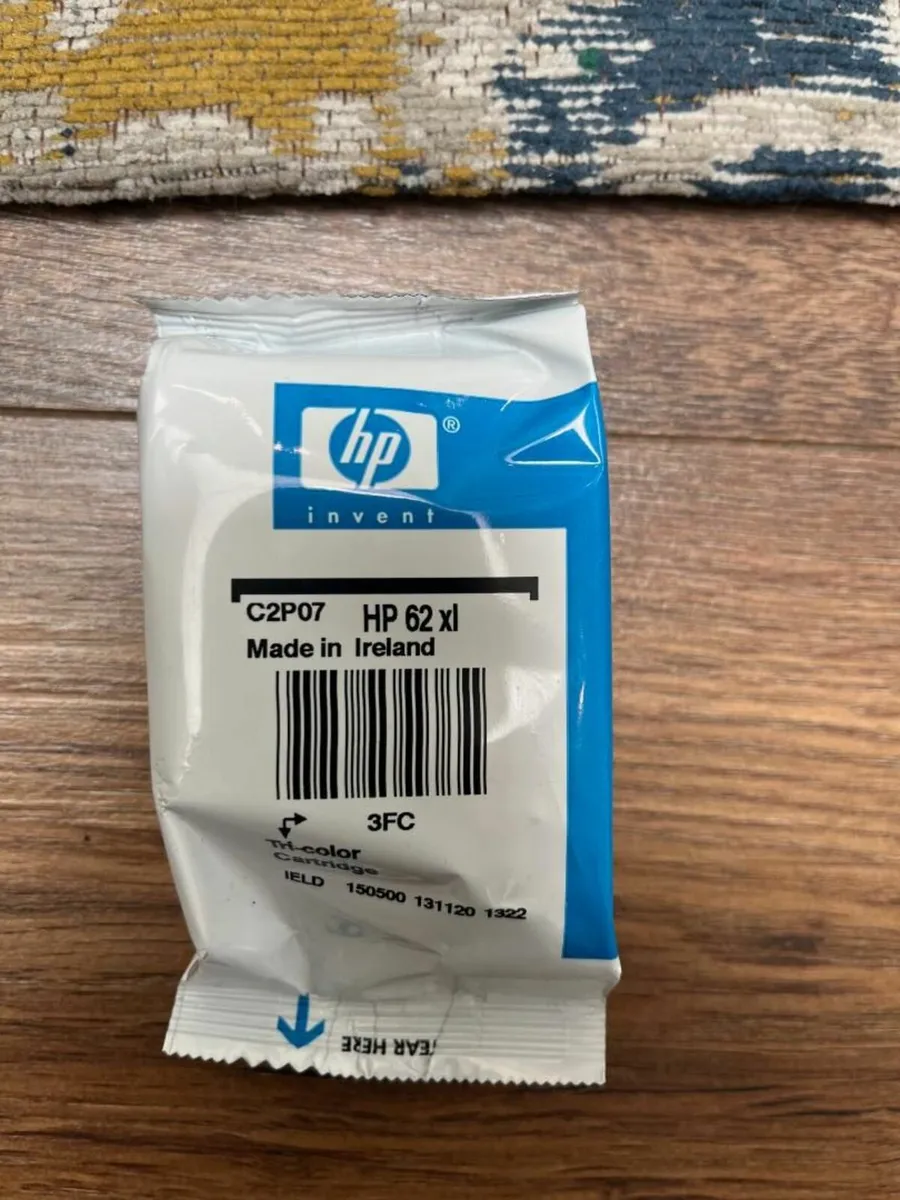 hp ®
invent
C2P07 HP 62 xl
Made in Ireland
3FC
Tri-color
Cartridge
IELD 150500 131120 1322
TEAR HERE